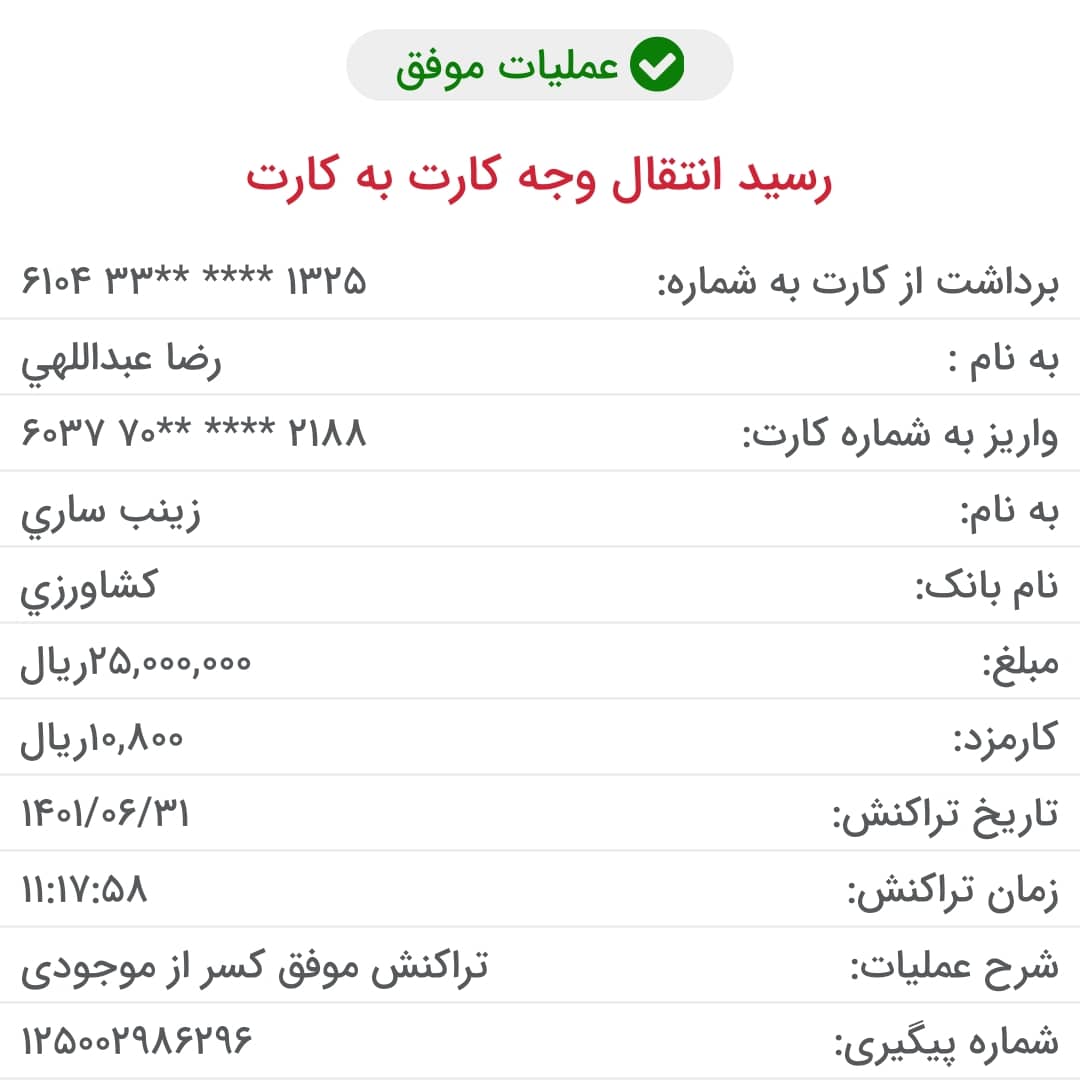 عملیات موفق
رسید انتقال وجه کارت به کارت
برداشت از کارت به شماره: ۶۱۰۴ ۳۳** **** ۱۳۲۵
به نام : رضا عبداللهي
واریز به شماره کارت: ۶۰۳۷ ۷۰** **** ۲۱۸۸
به نام: زينب ساري
نام بانک: كشاورزي
مبلغ: ۲۵,۰۰۰,۰۰۰ریال
کارمزد: ۱۰,۸۰۰ریال
تاریخ تراکنش: ۱۴۰۱/۰۶/۳۱
زمان تراکنش: ۱۱:۱۷:۵۸
شرح عملیات: تراکنش موفق کسر از موجودی
شماره پیگیری: ۱۲۵۰۰۲۹۸۶۲۹۶